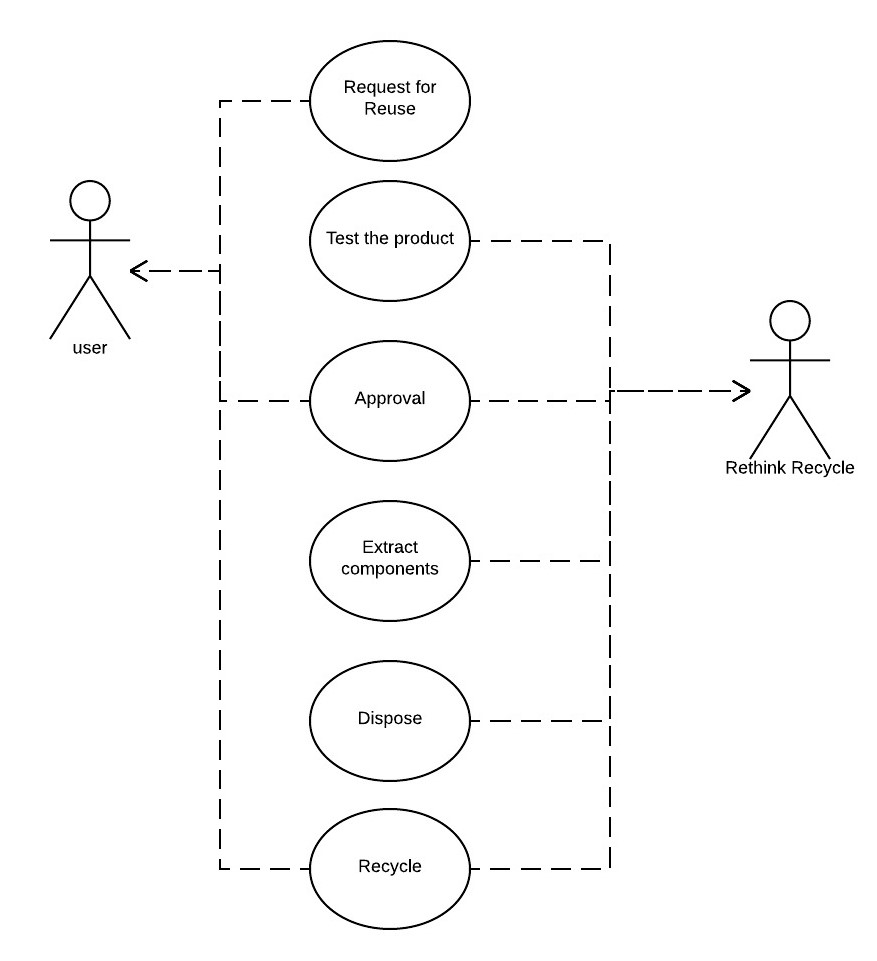 Request for
Reuse
Test the product
user
Approval
Rethink Recycle
Extract
components
Dispose
Recycle